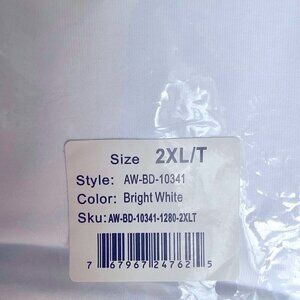 Size 2XL/T
Style: AW-BD-10341
Color: Bright White
Sku: AW-BD-10341-1280-2XLT
7 67967 24762 5